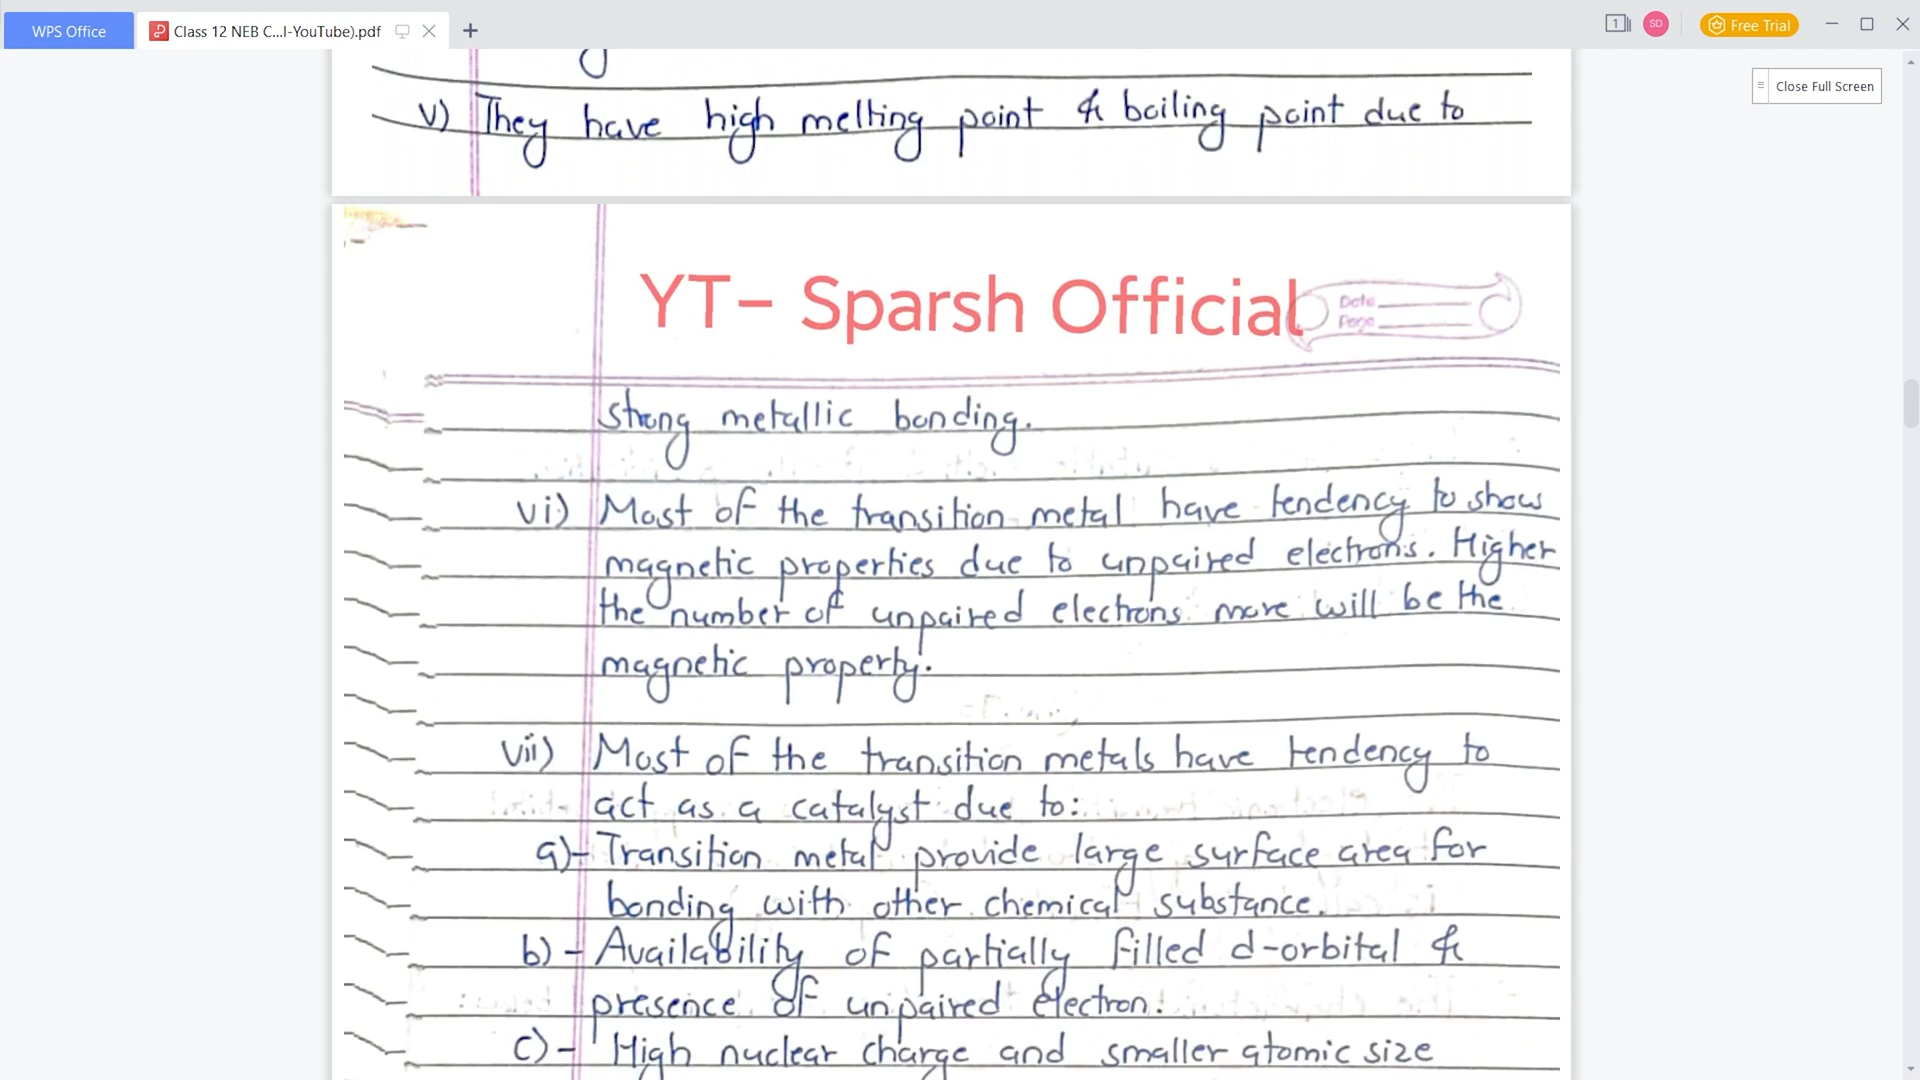 WPS Office
Class 12 NEB C...l-YouTube).pdf
1
SD
Free Trial
Close Full Screen
v) They have high melting point & boiling point due to
YT- Sparsh Official
Date
Page
strong metallic bonding.
vi) Most of the transition metal have tendency to show
magnetic properties due to unpaired electrons. Higher
the number of unpaired electrons more will be the
magnetic property.
vii) Most of the transition metals have tendency to
act as a catalyst due to:
a)- Transition metal provide large surface area for
bonding with other chemical substance.
b)- Availability of partially filled d-orbital &
presence of unpaired electron.
c)- High nuclear charge and smaller atomic size